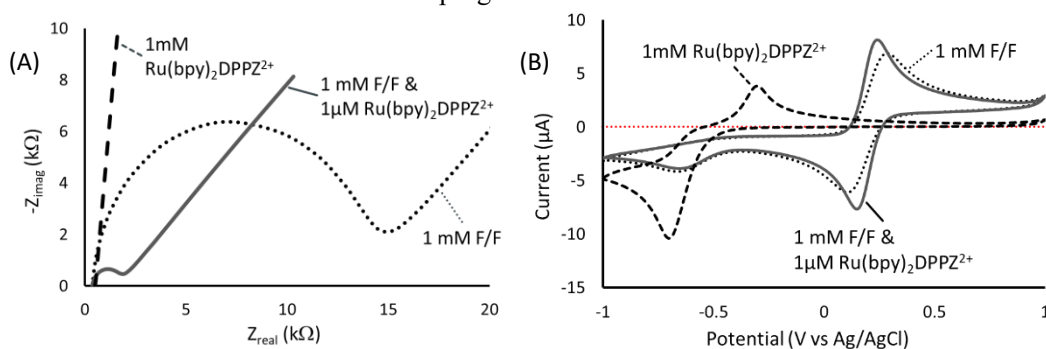 (A)
10
8
6
4
2
0
-Zimag (kΩ)
1mM
Ru(bpy)₂DPPZ²⁺
1 mM F/F &
1µM Ru(bpy)₂DPPZ²⁺
1 mM F/F
0
5
10
15
20
Zreal (kΩ)
(B)
10
5
0
-5
-10
-15
Current (µA)
1mM Ru(bpy)₂DPPZ²⁺
1 mM F/F
1 mM F/F &
1µM Ru(bpy)₂DPPZ²⁺
-1
-0.5
0
0.5
1
Potential (V vs Ag/AgCl)